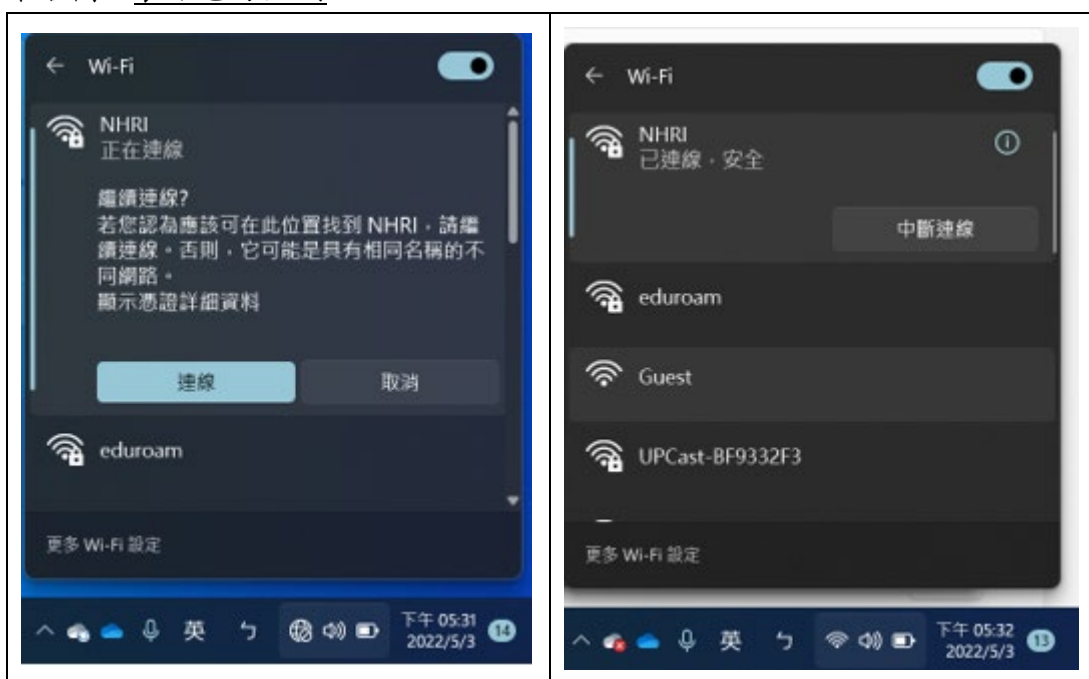 Wi-Fi
NHRI
正在連線
繼續連線?
若您認為應該可在此位置找到 NHRI，請繼
續連線。否則，它可能是具有相同名稱的不
同網路。
顯示憑證詳細資料
連線
取消
eduroam
更多 Wi-Fi 設定
英
ㄅ
下午 05:31
2022/5/3
14
Wi-Fi
NHRI
已連線，安全
中斷連線
eduroam
Guest
UPCast-BF9332F3
更多 Wi-Fi 設定
英
ㄅ
下午 05:32
2022/5/3
13